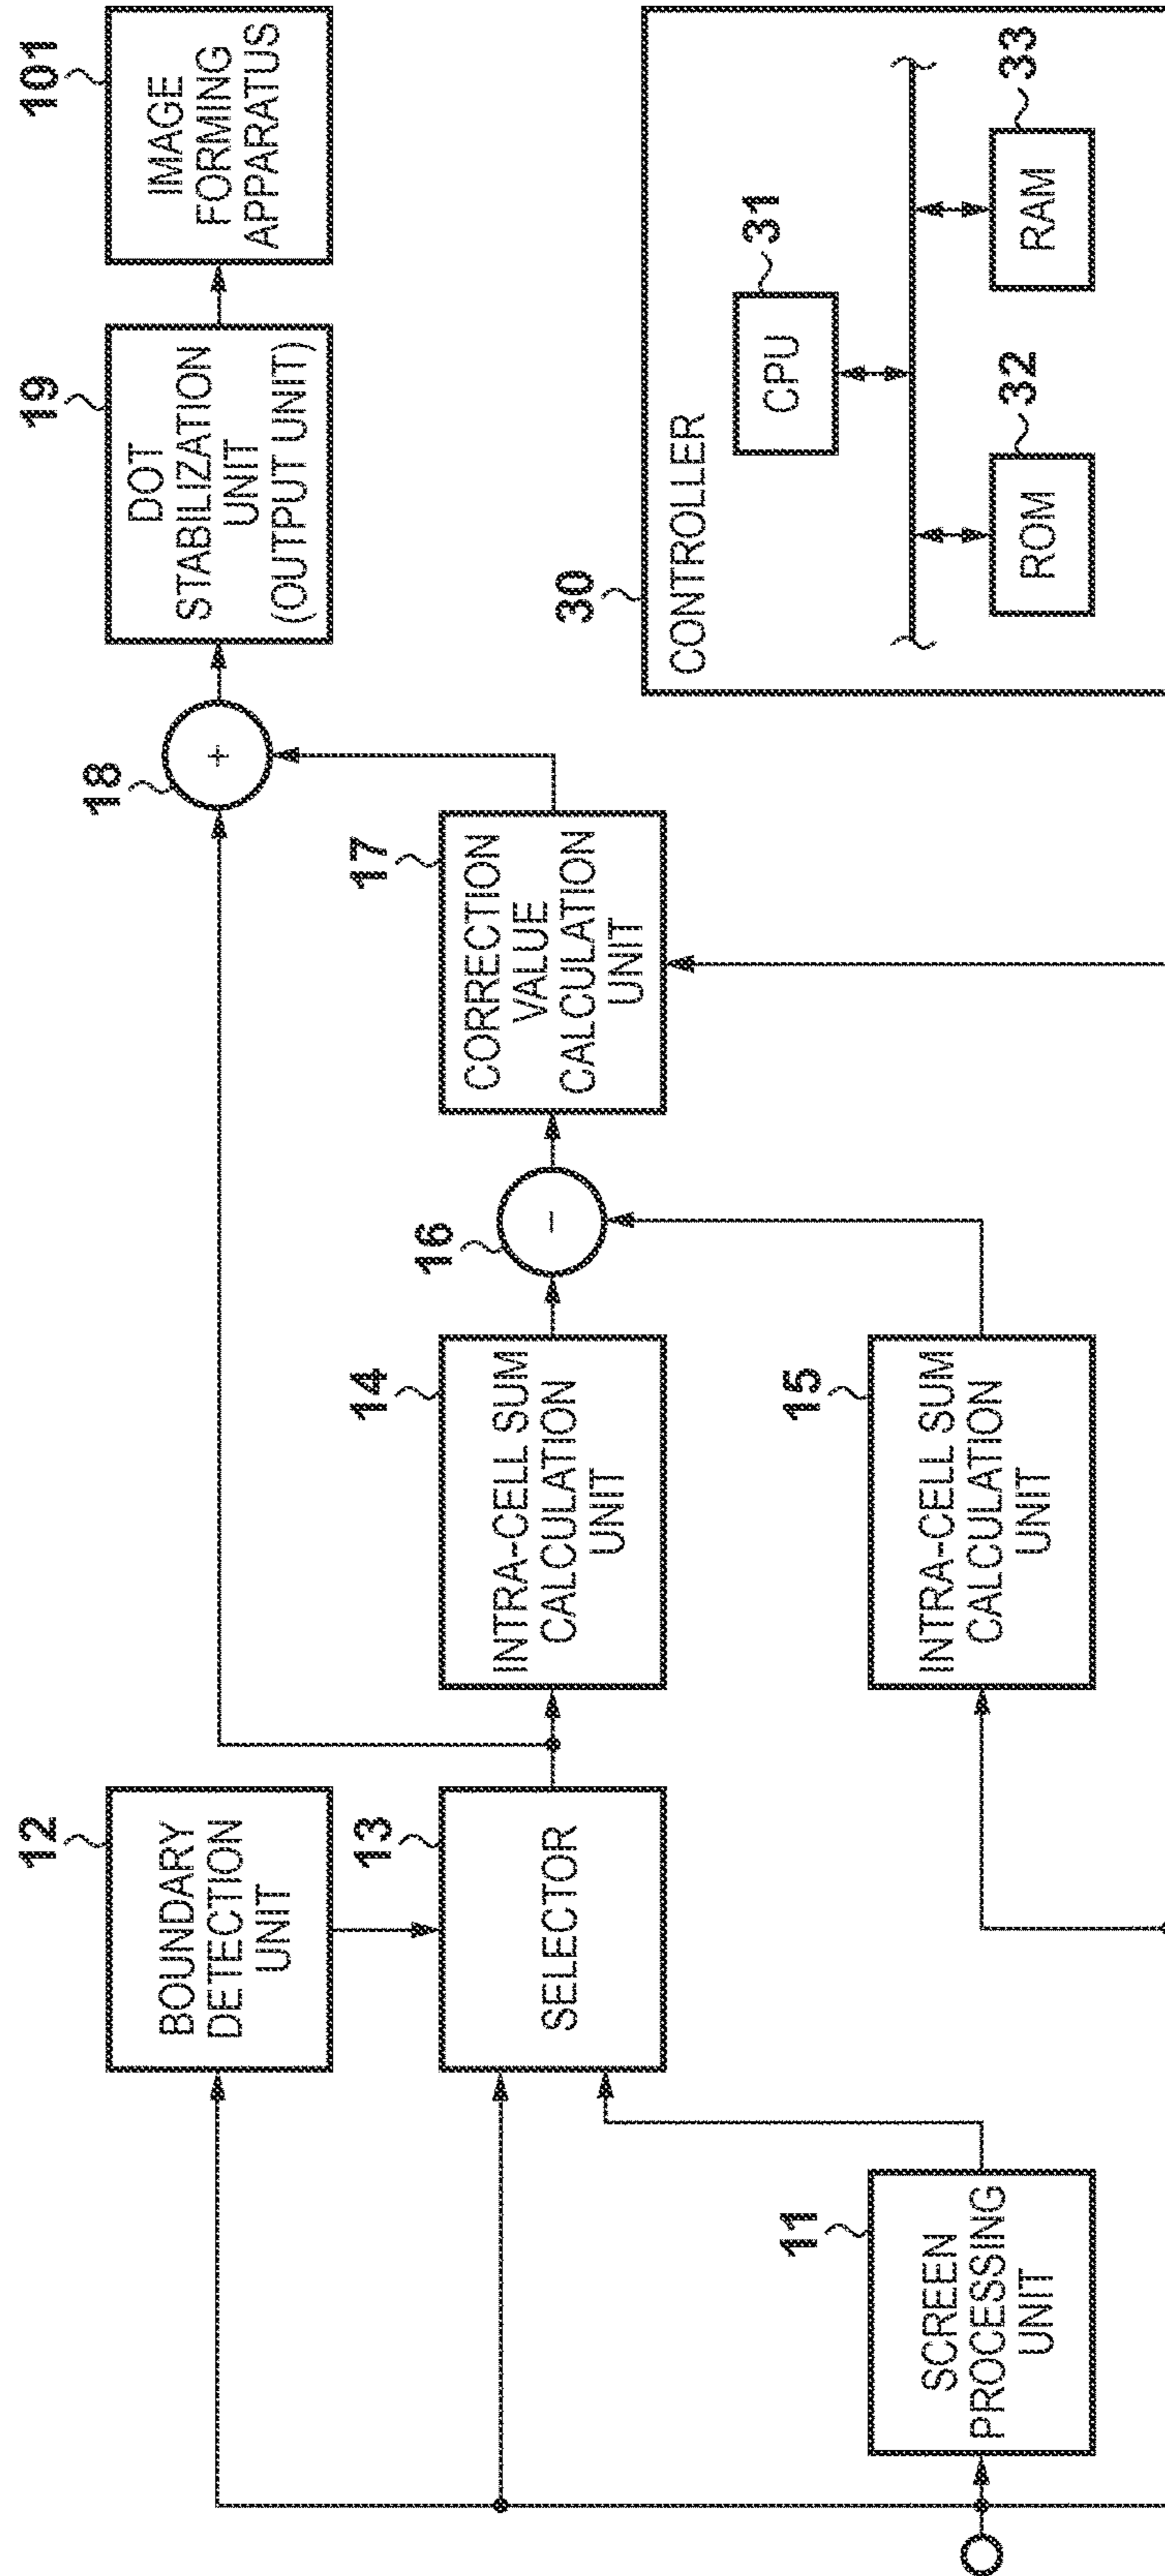 12
BOUNDARY
DETECTION
UNIT
13
SELECTOR
11
SCREEN
PROCESSING
UNIT
14
INTRA-CELL SUM
CALCULATION
UNIT
15
INTRA-CELL SUM
CALCULATION
UNIT
16
−
17
CORRECTION
VALUE
CALCULATION
UNIT
18
+
19
DOT
STABILIZATION
UNIT
(OUTPUT UNIT)
101
IMAGE
FORMING
APPARATUS
30
CONTROLLER
31
CPU
32
ROM
33
RAM